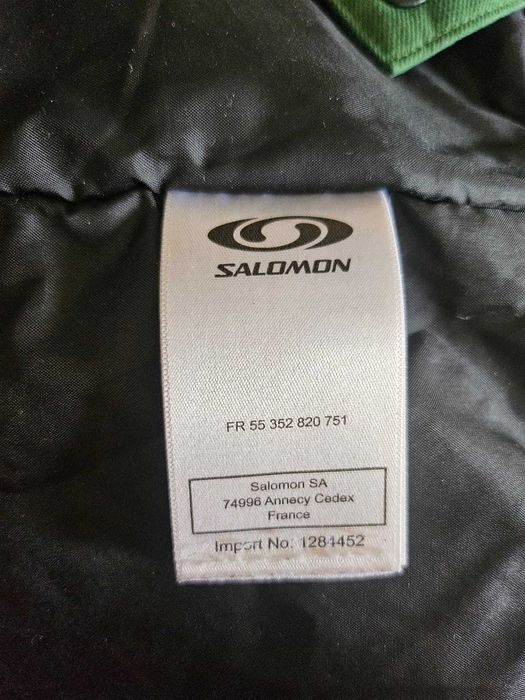 SALOMON
FR 55 352 820 751
Salomon SA
74996 Annecy Cedex
France
Import No: 1284452